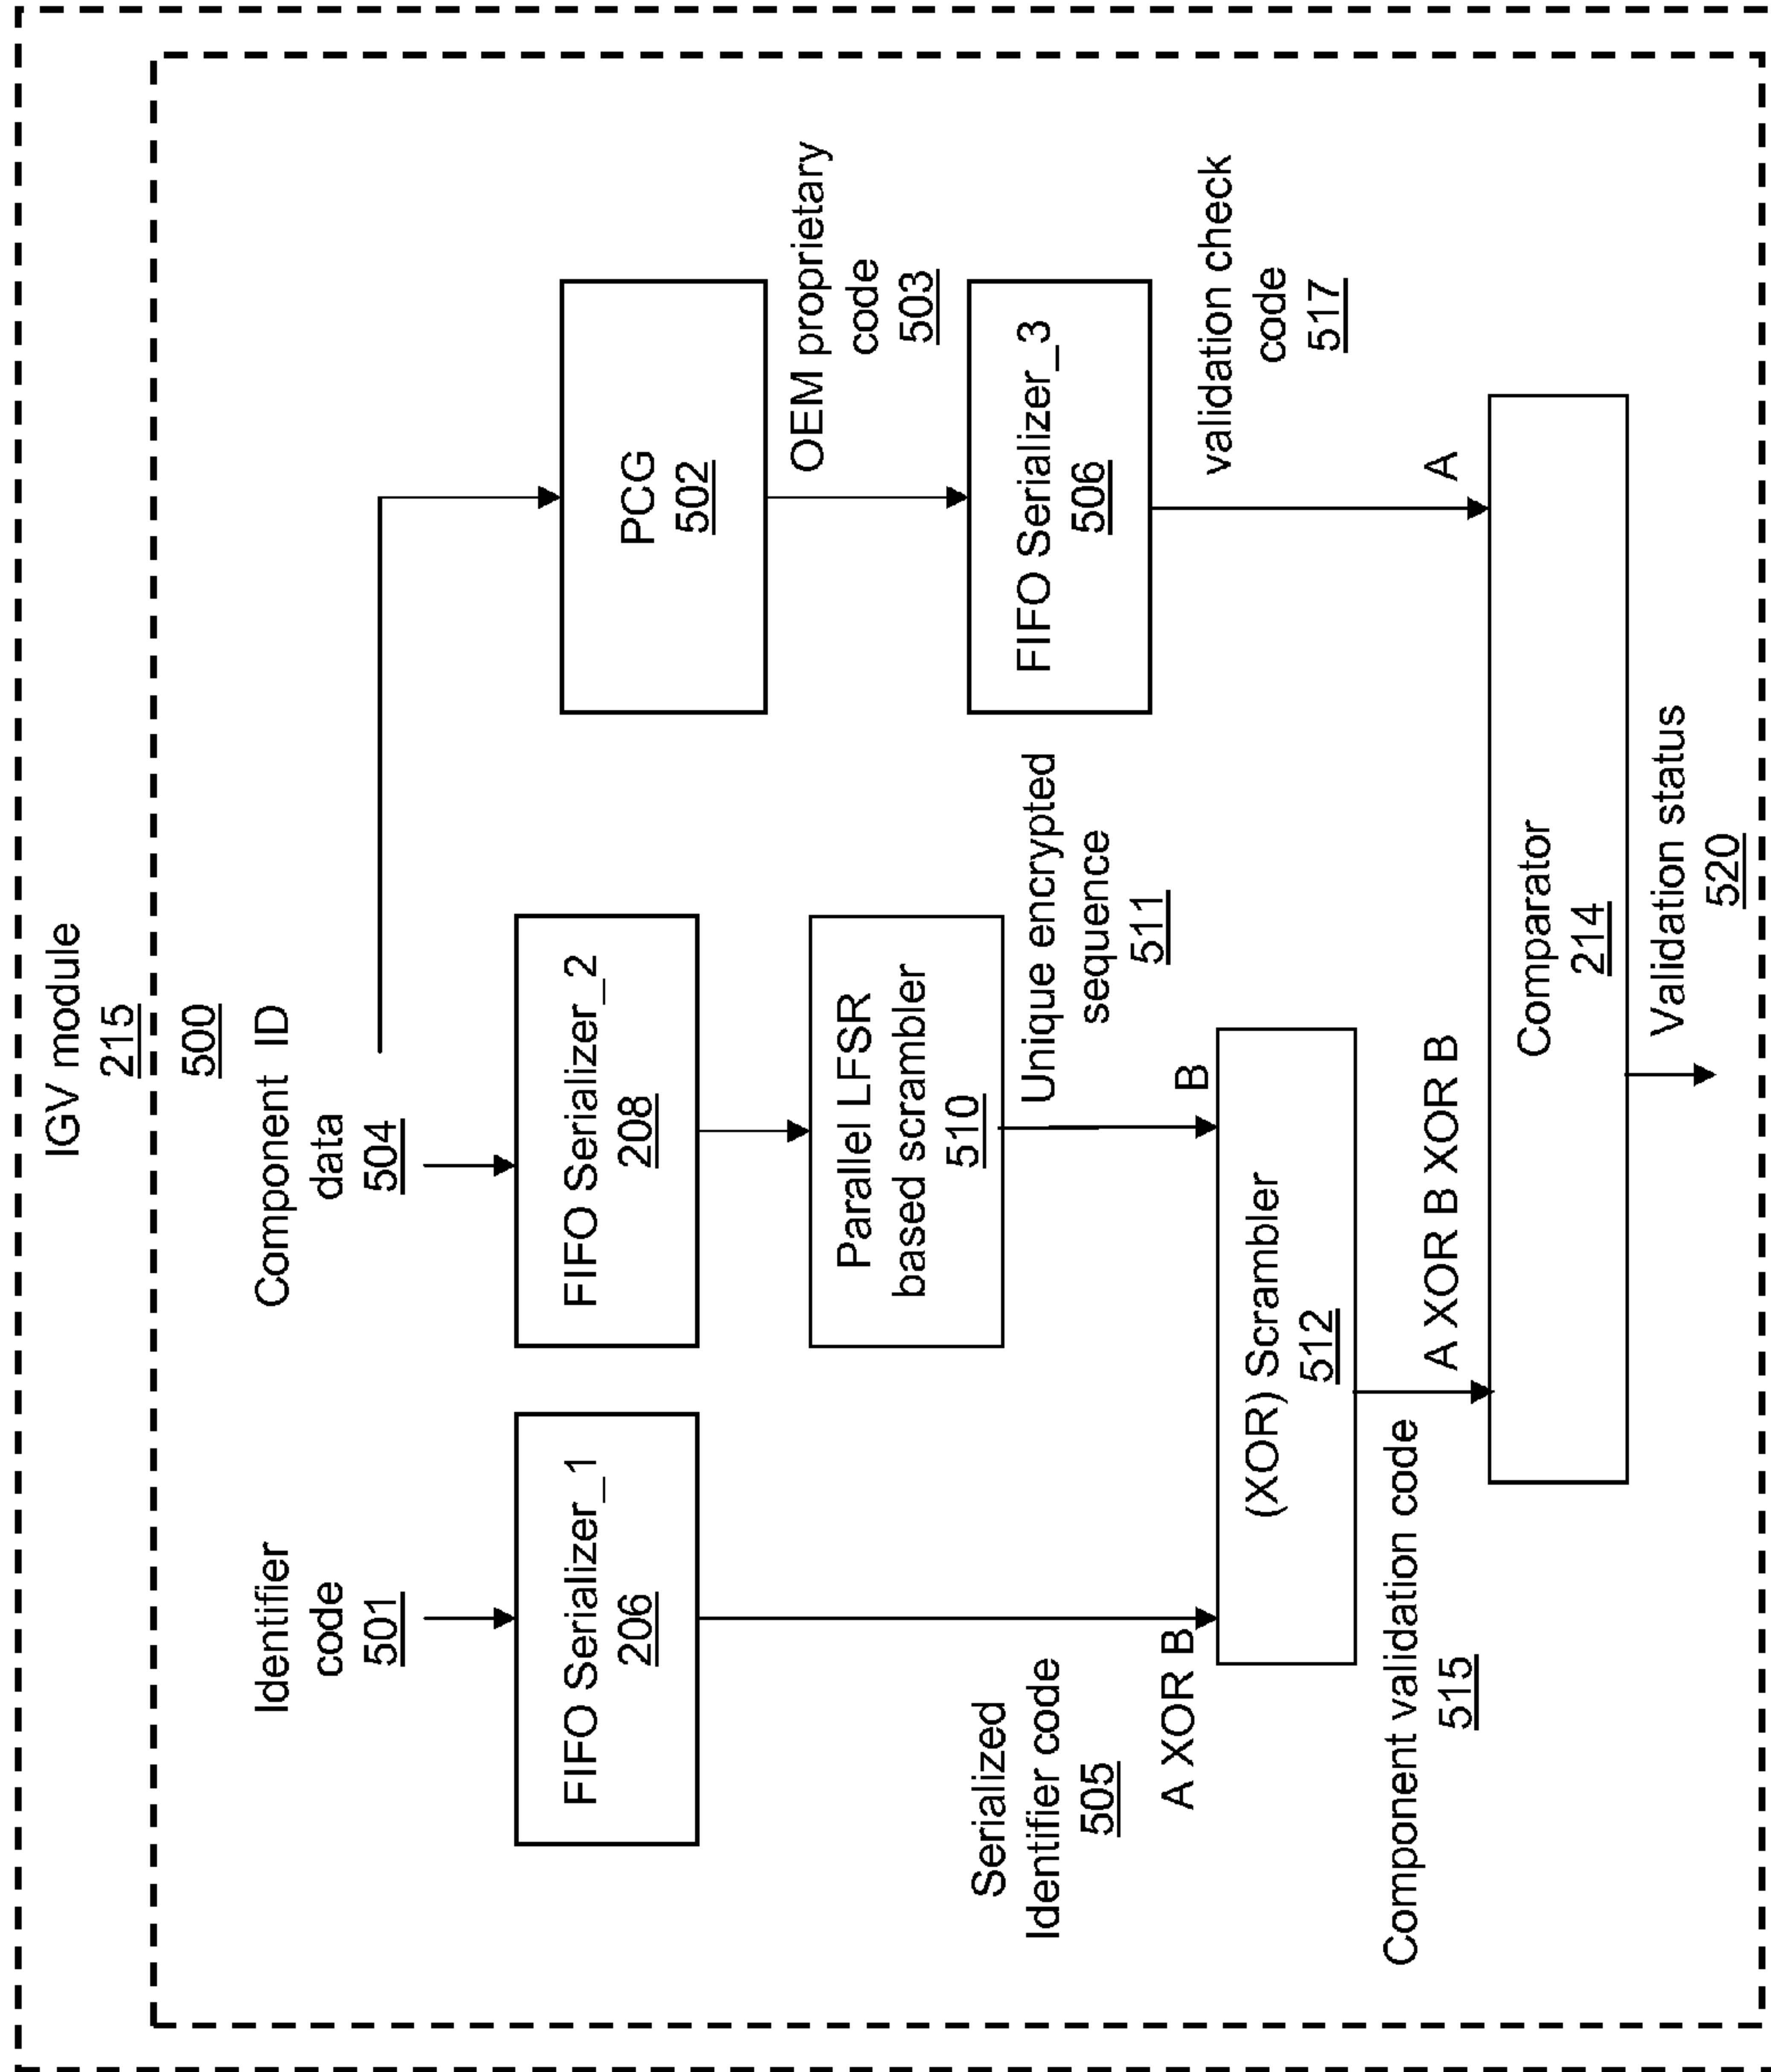 IGV module
215
500
Identifier
code
501
Component ID
data
504
FIFO Serializer_1
206
FIFO Serializer_2
208
PCG
502
OEM proprietary
code
503
Parallel LFSR
based scrambler
510
FIFO Serializer_3
506
Serialized
Identifier code
505
Unique encrypted
sequence
511
A XOR B
B
validation check
code
517
(XOR) Scrambler
512
Component validation code
515
A XOR B XOR B
A
Comparator
214
Validation status
520